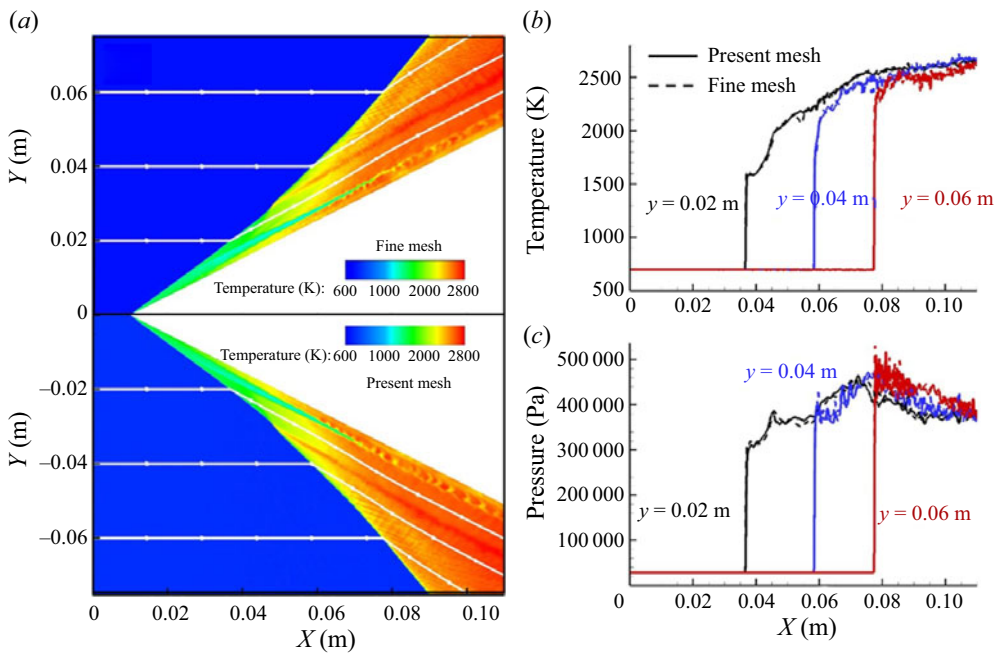 (a)
Y (m)
0.06
0.04
0.02
0
–0.02
–0.04
–0.06
Y (m)
Fine mesh
Temperature (K):
600 1000 2000 2800
Temperature (K):
600 1000 2000 2800
Present mesh
0 0.02 0.04 0.06 0.08 0.10
X (m)
(b)
Temperature (K)
2500
2000
1500
1000
500
Present mesh
Fine mesh
y = 0.02 m
y = 0.04 m
y = 0.06 m
0 0.02 0.04 0.06 0.08 0.10
(c)
Pressure (Pa)
500 000
400 000
300 000
200 000
100 000
y = 0.04 m
y = 0.02 m
y = 0.06 m
0 0.02 0.04 0.06 0.08 0.10
X (m)